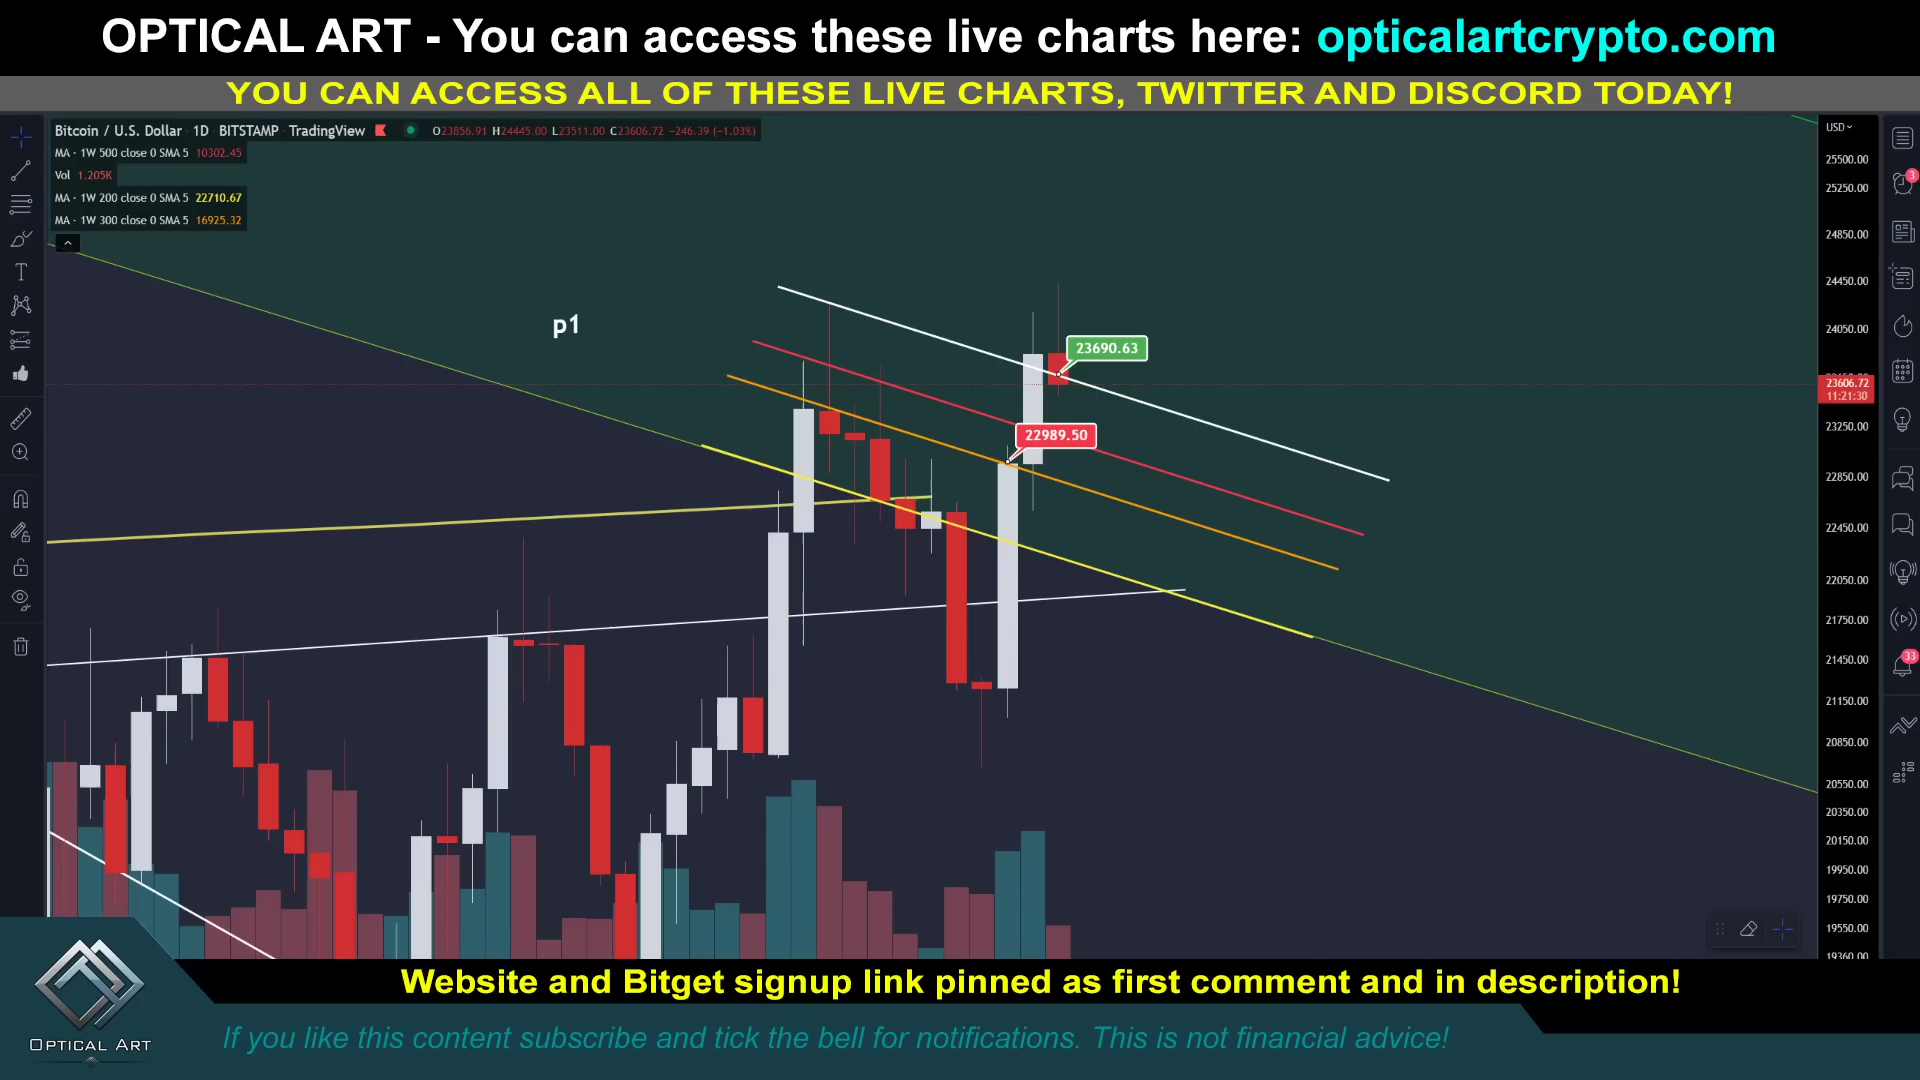 OPTICAL ART - You can access these live charts here: opticalartcrypto.com
YOU CAN ACCESS ALL OF THESE LIVE CHARTS, TWITTER AND DISCORD TODAY!
Bitcoin / U.S. Dollar 1D BITSTAMP TradingView O23856.91 H24445.00 L23511.00 C23606.72 -246.39 (-1.03%)
MA · 1W 500 close 0 SMA 5 10302.45
Vol 1.205K
MA · 1W 200 close 0 SMA 5 22710.67
MA · 1W 300 close 0 SMA 5 16925.32
p1
23690.63
22989.50
USD
25500.00
25250.00
24850.00
24450.00
24050.00
23606.72
11:21:30
23250.00
22850.00
22450.00
22050.00
21750.00
21450.00
21150.00
20850.00
20550.00
20350.00
20150.00
19950.00
19750.00
19550.00
19360.00
3
33
Website and Bitget signup link pinned as first comment and in description!
If you like this content subscribe and tick the bell for notifications. This is not financial advice!
OPTICAL ART